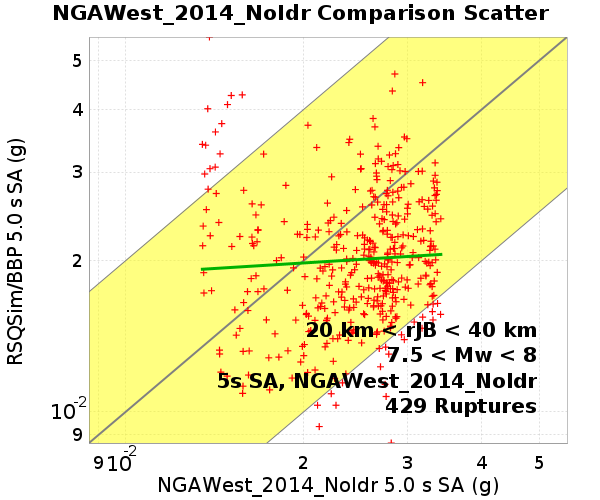 NGAWest_2014_NoIdr Comparison Scatter
RSQSim/BBP 5.0 s SA (g)
5
4
3
2
10-2
9
20 km < rJB < 40 km
7.5 < Mw < 8
5s SA, NGAWest_2014_NoIdr
429 Ruptures
9 10-2 2 3 4 5
NGAWest_2014_NoIdr 5.0 s SA (g)